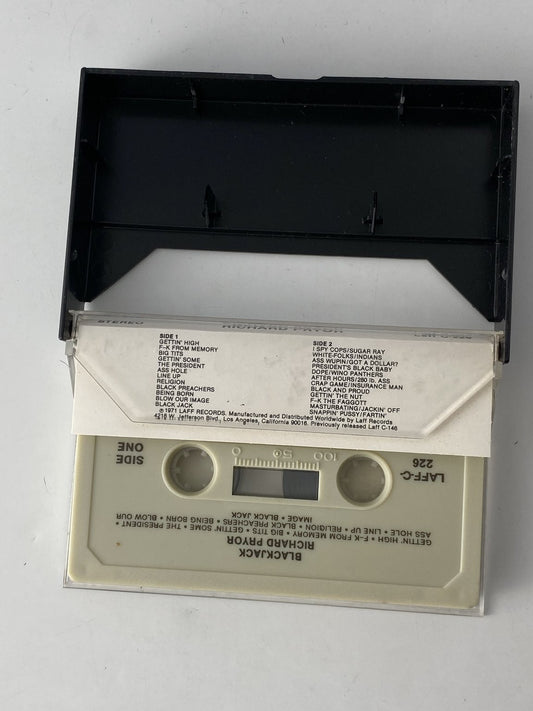 STEREO
RICHARD PRYOR
SIDE 1
GETTIN' HIGH
F-K FROM MEMORY
BIG TITS
GETTIN' SOME
THE PRESIDENT
ASS HOLE
LINE UP
RELIGION
BLACK PREACHERS
BEING BORN
BLOW OUR IMAGE
BLACK JACK
SIDE 2
I SPY COPS/SUGAR RAY
WHITE-FOLKS/INDIANS
ASS WUPIN/GOT A DOLLAR?
PRESIDENT'S BLACK BABY
DOPE/WINO PANTHERS
AFTER HOURS/280 lb. ASS
CRAP GAME/INSURANCE MAN
BLACK AND PROUD
GETTIN' THE NUT
F-K THE FAGGOTT
MASTURBATING/JACKIN' OFF
SNAPPIN' PUSSY/FARTIN'
℗ 1971 LAFF RECORDS, Manufactured and Distributed Worldwide by Laff Records
4218 W. Jefferson Blvd., Los Angeles, California 90016. Previously released Laff C-146
SIDE
ONE
100 50 0
LAFF-C-
226
BLACKJACK
RICHARD PRYOR
GETTIN' HIGH • F-K FROM MEMORY • BIG TITS • GETTIN' SOME • THE PRESIDENT •
ASS HOLE • LINE UP • RELIGION • BLACK PREACHERS • BEING BORN • BLOW OUR
IMAGE • BLACK JACK